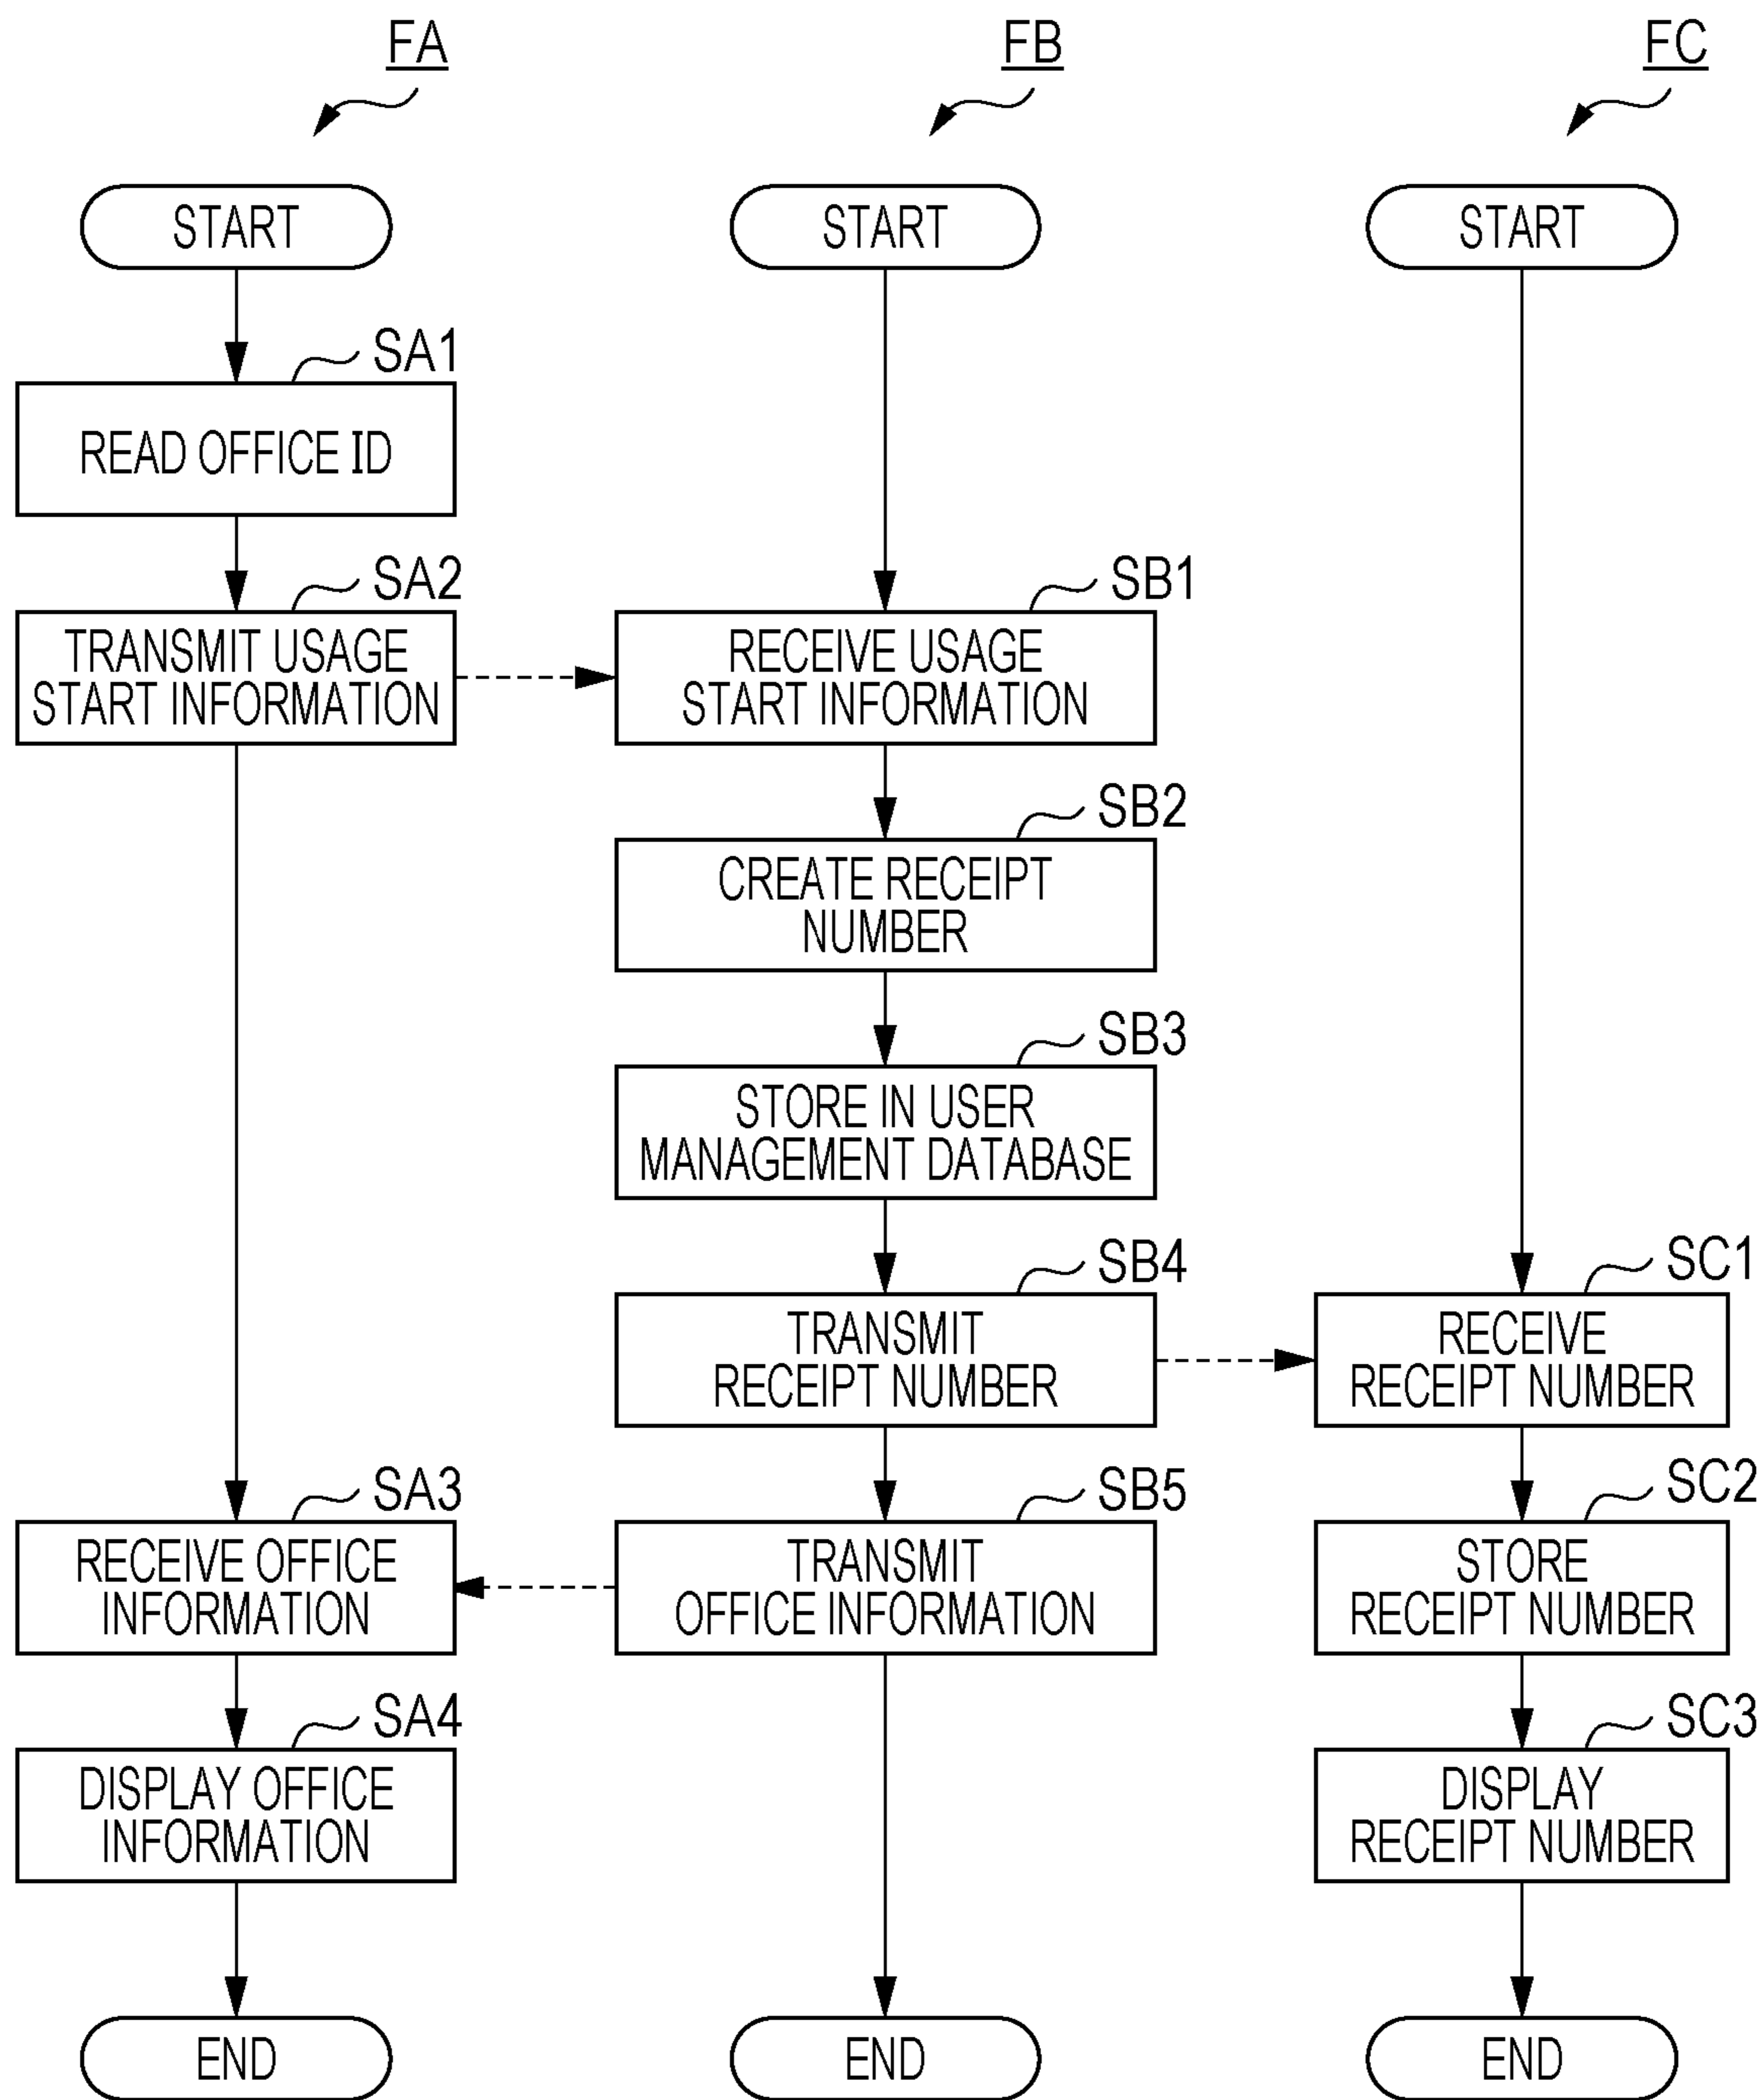 FA
FB
FC
START
START
START
SA1
READ OFFICE ID
SA2
TRANSMIT USAGE
START INFORMATION
SB1
RECEIVE USAGE
START INFORMATION
SB2
CREATE RECEIPT
NUMBER
SB3
STORE IN USER
MANAGEMENT DATABASE
SB4
TRANSMIT
RECEIPT NUMBER
SC1
RECEIVE
RECEIPT NUMBER
SA3
RECEIVE OFFICE
INFORMATION
SB5
TRANSMIT
OFFICE INFORMATION
SC2
STORE
RECEIPT NUMBER
SA4
DISPLAY OFFICE
INFORMATION
SC3
DISPLAY
RECEIPT NUMBER
END
END
END